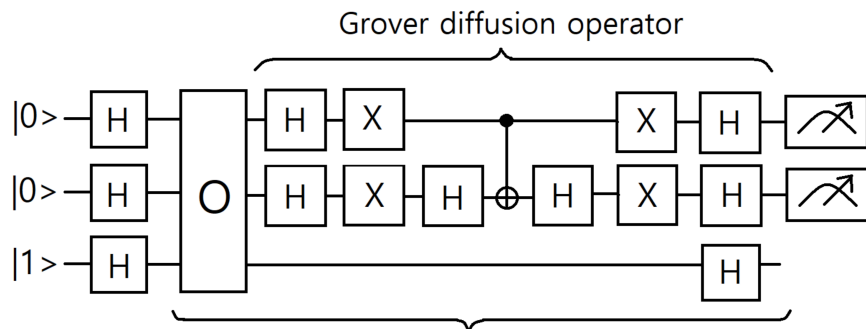 Grover diffusion operator
|0> H H X X H
|0> H O H X H H X H
|1> H H